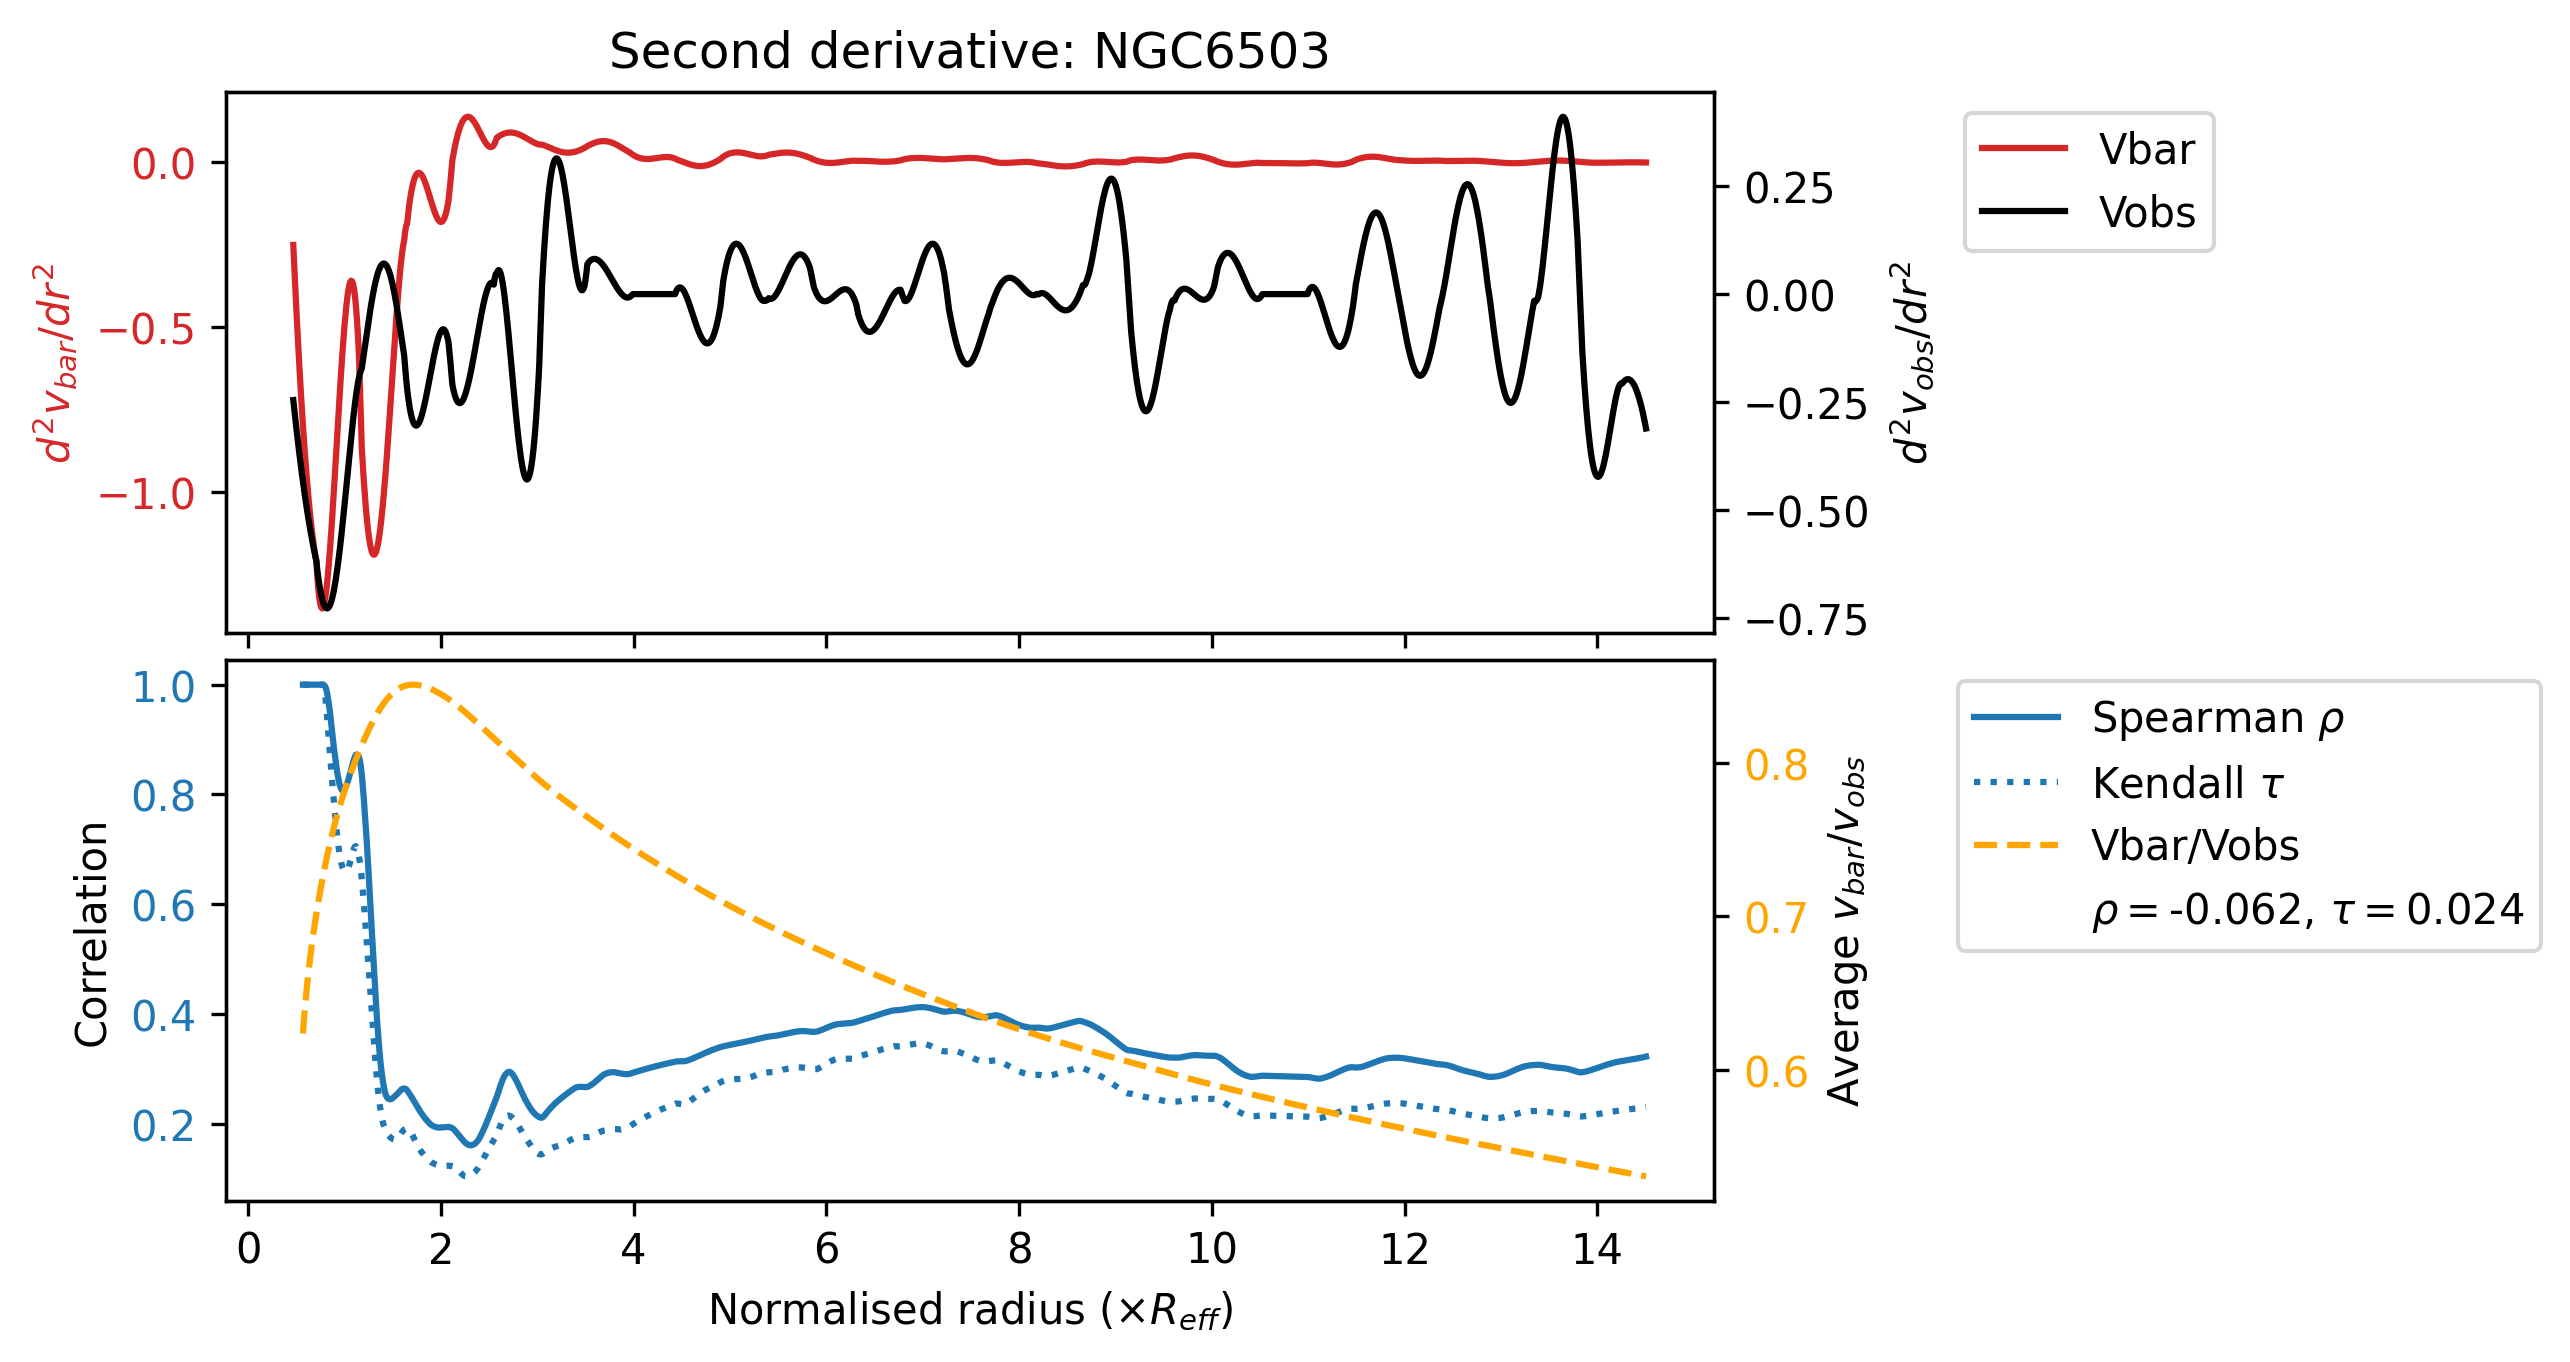 Second derivative: NGC6503
0.0
−0.5
−1.0
d²v_bar/dr²
0.25
0.00
−0.25
−0.50
−0.75
d²v_obs/dr²
Vbar
Vobs
1.0
0.8
0.6
0.4
0.2
Correlation
0.8
0.7
0.6
Average v_bar/v_obs
Spearman ρ
Kendall τ
Vbar/Vobs
ρ = -0.062, τ = 0.024
0 2 4 6 8 10 12 14
Normalised radius (×R_eff)